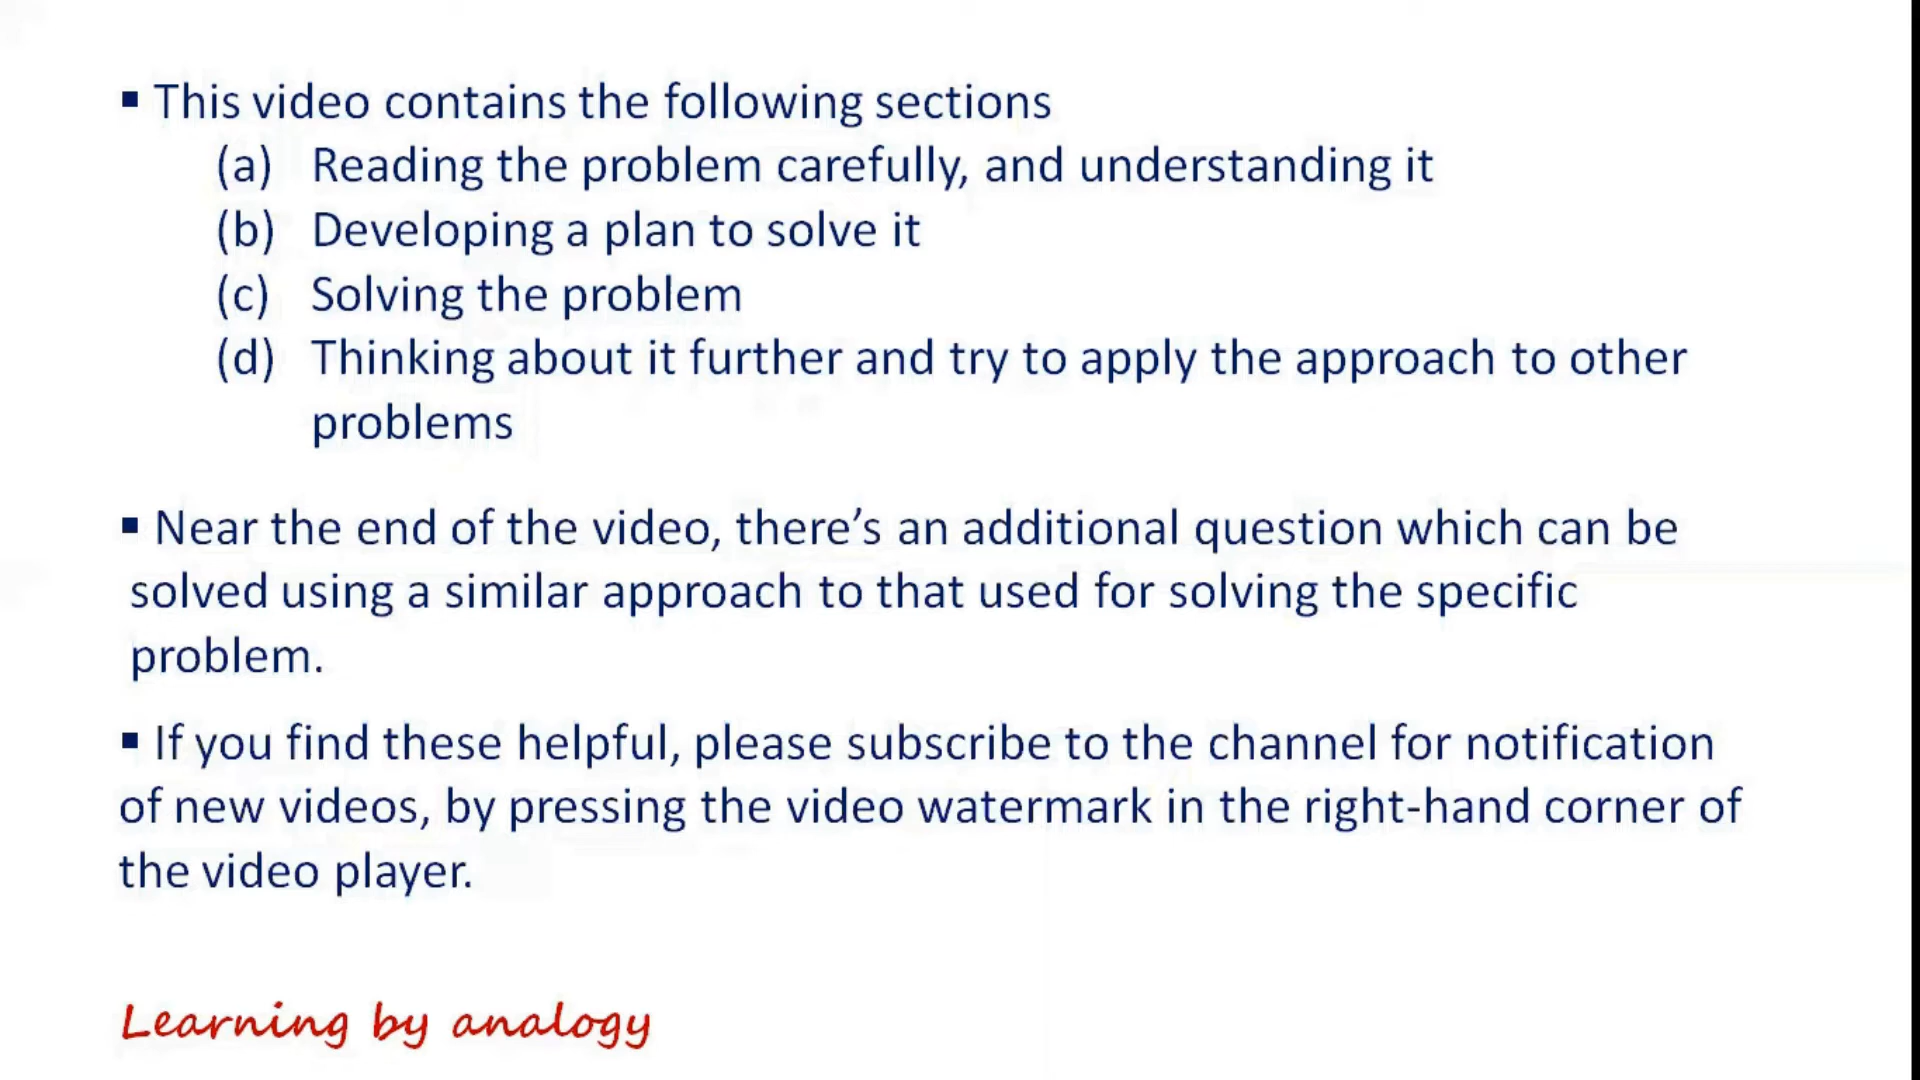 ▪ This video contains the following sections
(a) Reading the problem carefully, and understanding it
(b) Developing a plan to solve it
(c) Solving the problem
(d) Thinking about it further and try to apply the approach to other
problems
▪ Near the end of the video, there’s an additional question which can be
solved using a similar approach to that used for solving the specific
problem.
▪ If you find these helpful, please subscribe to the channel for notification
of new videos, by pressing the video watermark in the right-hand corner of
the video player.
Learning by analogy